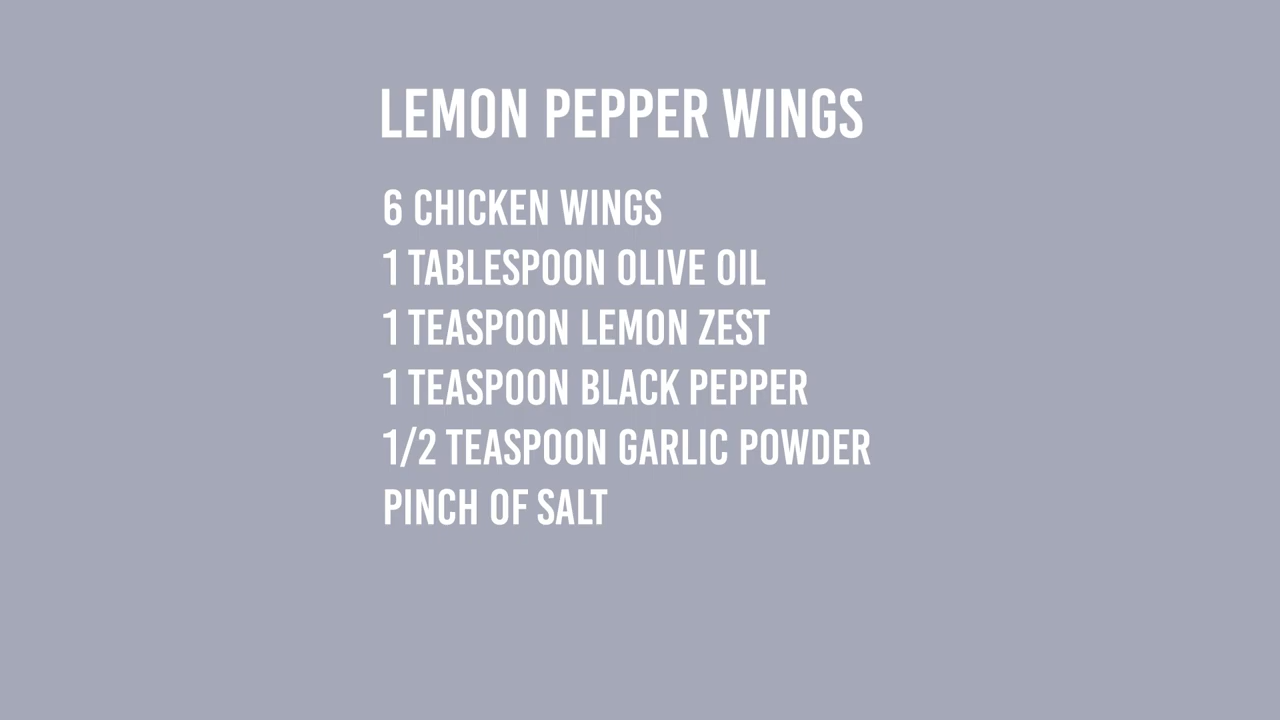 LEMON PEPPER WINGS
6 CHICKEN WINGS
1 TABLESPOON OLIVE OIL
1 TEASPOON LEMON ZEST
1 TEASPOON BLACK PEPPER
1/2 TEASPOON GARLIC POWDER
PINCH OF SALT